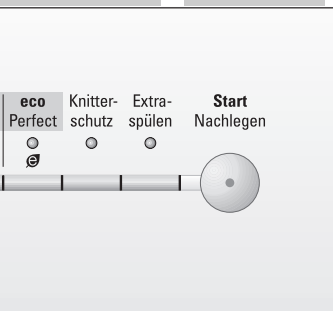 eco Knitter- Extra- Start
Perfect schutz spülen Nachlegen
e